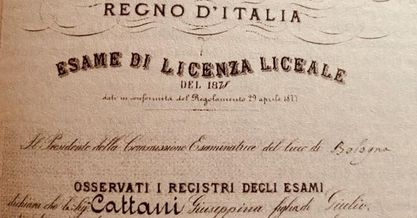 REGNO D'ITALIA
ESAME DI LICENZA LICEALE
DEL 187
dato in conformità del Regolamento 29 aprile 1877
Il Presidente della Commissione Esaminatrice del liceo di Bologna
OSSERVATI I REGISTRI DEGLI ESAMI
dichiara che la Sig. Cattani Giuseppina figlia di Giulio